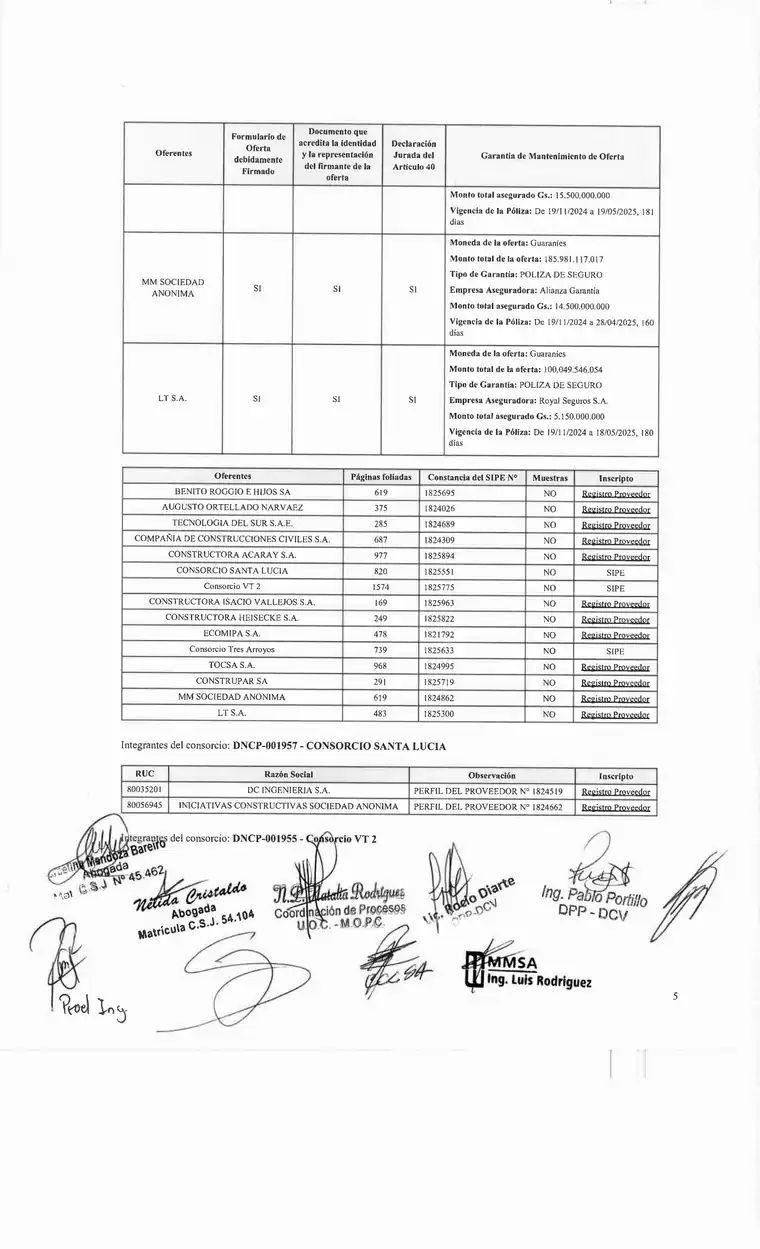 Oferentes | Formulario de Oferta debidamente Firmado | Documento que acredita la identidad y la representación del firmante de la oferta | Declaración Jurada del Artículo 40 | Garantía de Mantenimiento de Oferta
Monto total asegurado Gs.: 15.500.000.000
Vigencia de la Póliza: De 19/11/2024 a 19/05/2025, 181
días
MM SOCIEDAD ANONIMA | SI | SI | SI
Moneda de la oferta: Guaraníes
Monto total de la oferta: 185.981.117.017
Tipo de Garantía: POLIZA DE SEGURO
Empresa Aseguradora: Alianza Garantía
Monto total asegurado Gs.: 14.500.000.000
Vigencia de la Póliza: De 19/11/2024 a 28/04/2025, 160
días
LT S.A. | SI | SI | SI
Moneda de la oferta: Guaraníes
Monto total de la oferta: 100.049.546.054
Tipo de Garantía: POLIZA DE SEGURO
Empresa Aseguradora: Royal Seguros S.A.
Monto total asegurado Gs.: 5.150.000.000
Vigencia de la Póliza: De 19/11/2024 a 18/05/2025, 180
días
Oferentes | Páginas foliadas | Constancia del SIPE N° | Muestras | Inscripto
BENITO ROGGIO E HIJOS SA | 619 | 1825695 | NO | Registro Proveedor
AUGUSTO ORTELLADO NARVAEZ | 375 | 1824026 | NO | Registro Proveedor
TECNOLOGIA DEL SUR S.A.E. | 285 | 1824689 | NO | Registro Proveedor
COMPAÑIA DE CONSTRUCCIONES CIVILES S.A. | 687 | 1824309 | NO | Registro Proveedor
CONSTRUCTORA ACARAY S.A. | 977 | 1825894 | NO | Registro Proveedor
CONSORCIO SANTA LUCIA | 820 | 1825551 | NO | SIPE
Consorcio VT 2 | 1574 | 1825775 | NO | SIPE
CONSTRUCTORA ISACIO VALLEJOS S.A. | 169 | 1825963 | NO | Registro Proveedor
CONSTRUCTORA HEISECKE S.A. | 249 | 1825822 | NO | Registro Proveedor
ECOMIPA S.A. | 478 | 1821792 | NO | Registro Proveedor
Consorcio Tres Arroyos | 739 | 1825633 | NO | SIPE
TOCSA S.A. | 968 | 1824995 | NO | Registro Proveedor
CONSTRUPAR SA | 291 | 1825719 | NO | Registro Proveedor
MM SOCIEDAD ANONIMA | 619 | 1824862 | NO | Registro Proveedor
LT S.A. | 483 | 1825300 | NO | Registro Proveedor
Integrantes del consorcio: DNCP-001957 - CONSORCIO SANTA LUCIA
RUC | Razón Social | Observación | Inscripto
80035201 | DC INGENIERIA S.A. | PERFIL DEL PROVEEDOR N° 1824519 | Registro Proveedor
80056945 | INICIATIVAS CONSTRUCTIVAS SOCIEDAD ANONIMA | PERFIL DEL PROVEEDOR N° 1824662 | Registro Proveedor
Integrantes del consorcio: DNCP-001955 - Consorcio VT 2
Mendoza Bareiro
Abogada
Mat C.S.J. N° 45.462
Nélida Cristaldo
Abogada
Matrícula C.S.J. 54.104
Natalia Rodríguez
Coordinación de Procesos
U.O.C. - M.O.P.C.
Lic. Rocío Diarte
DPP-DCV
Ing. Pablo Portillo
DPP - DCV
MMSA
Ing. Luis Rodriguez
5